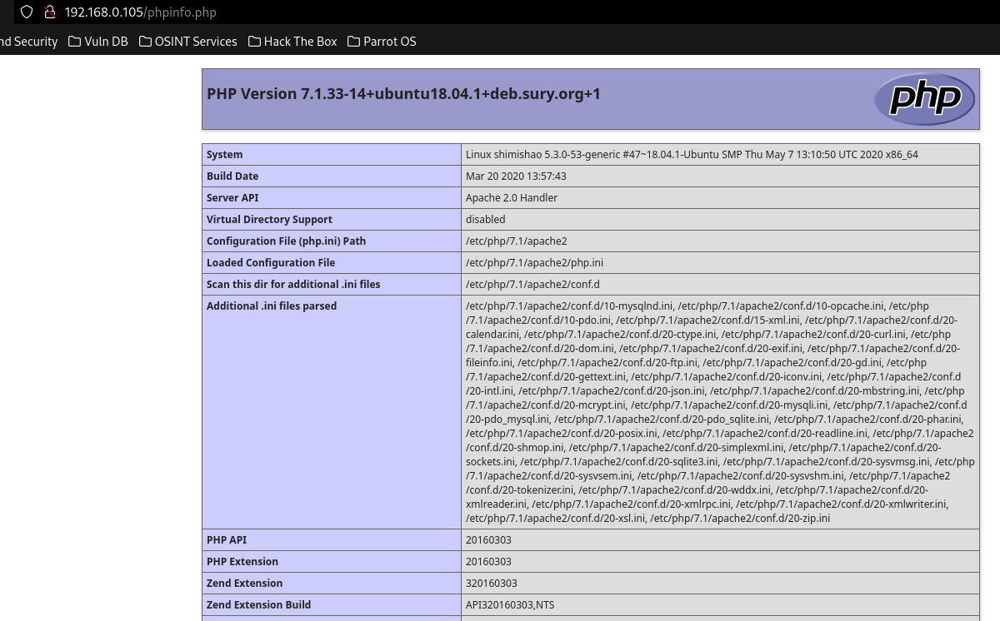 192.168.0.105/phpinfo.php
nd Security Vuln DB OSINT Services Hack The Box Parrot OS
PHP Version 7.1.33-14+ubuntu18.04.1+deb.sury.org+1 php
System Linux shimishao 5.3.0-53-generic #47~18.04.1-Ubuntu SMP Thu May 7 13:10:50 UTC 2020 x86_64
Build Date Mar 20 2020 13:57:43
Server API Apache 2.0 Handler
Virtual Directory Support disabled
Configuration File (php.ini) Path /etc/php/7.1/apache2
Loaded Configuration File /etc/php/7.1/apache2/php.ini
Scan this dir for additional .ini files /etc/php/7.1/apache2/conf.d
Additional .ini files parsed /etc/php/7.1/apache2/conf.d/10-mysqlnd.ini, /etc/php/7.1/apache2/conf.d/10-opcache.ini, /etc/php
/7.1/apache2/conf.d/10-pdo.ini, /etc/php/7.1/apache2/conf.d/15-xml.ini, /etc/php/7.1/apache2/conf.d/20-
calendar.ini, /etc/php/7.1/apache2/conf.d/20-ctype.ini, /etc/php/7.1/apache2/conf.d/20-curl.ini, /etc/php
/7.1/apache2/conf.d/20-dom.ini, /etc/php/7.1/apache2/conf.d/20-exif.ini, /etc/php/7.1/apache2/conf.d/20-
fileinfo.ini, /etc/php/7.1/apache2/conf.d/20-ftp.ini, /etc/php/7.1/apache2/conf.d/20-gd.ini, /etc/php
/7.1/apache2/conf.d/20-gettext.ini, /etc/php/7.1/apache2/conf.d/20-iconv.ini, /etc/php/7.1/apache2/conf.d
/20-intl.ini, /etc/php/7.1/apache2/conf.d/20-json.ini, /etc/php/7.1/apache2/conf.d/20-mbstring.ini, /etc/php
/7.1/apache2/conf.d/20-mcrypt.ini, /etc/php/7.1/apache2/conf.d/20-mysqli.ini, /etc/php/7.1/apache2/conf.d
/20-pdo_mysql.ini, /etc/php/7.1/apache2/conf.d/20-pdo_sqlite.ini, /etc/php/7.1/apache2/conf.d/20-phar.ini,
/etc/php/7.1/apache2/conf.d/20-posix.ini, /etc/php/7.1/apache2/conf.d/20-readline.ini, /etc/php/7.1/apache2
/conf.d/20-shmop.ini, /etc/php/7.1/apache2/conf.d/20-simplexml.ini, /etc/php/7.1/apache2/conf.d/20-
sockets.ini, /etc/php/7.1/apache2/conf.d/20-sqlite3.ini, /etc/php/7.1/apache2/conf.d/20-sysvmsg.ini, /etc/php
/7.1/apache2/conf.d/20-sysvsem.ini, /etc/php/7.1/apache2/conf.d/20-sysvshm.ini, /etc/php/7.1/apache2
/conf.d/20-tokenizer.ini, /etc/php/7.1/apache2/conf.d/20-wddx.ini, /etc/php/7.1/apache2/conf.d/20-
xmlreader.ini, /etc/php/7.1/apache2/conf.d/20-xmlrpc.ini, /etc/php/7.1/apache2/conf.d/20-xmlwriter.ini,
/etc/php/7.1/apache2/conf.d/20-xsl.ini, /etc/php/7.1/apache2/conf.d/20-zip.ini
PHP API 20160303
PHP Extension 20160303
Zend Extension 320160303
Zend Extension Build API320160303,NTS